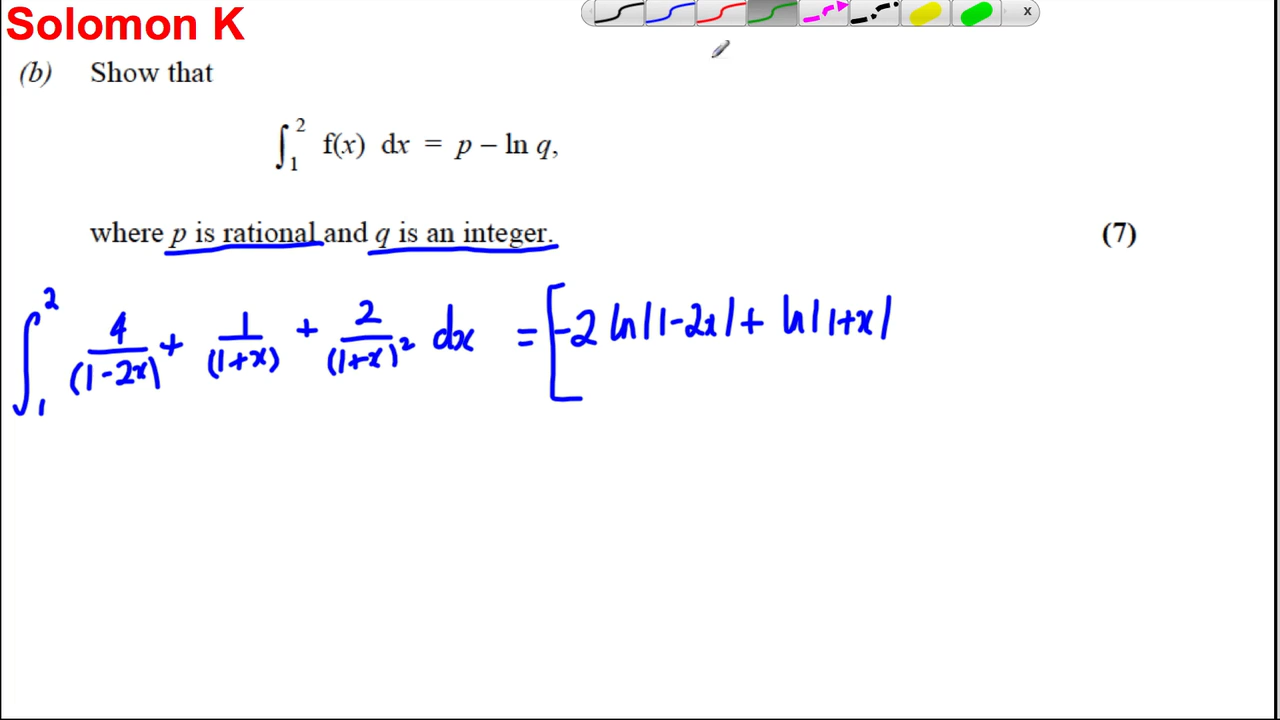 Solomon K
x
(b) Show that
∫₁² f(x) dx = p – ln q,
where p is rational and q is an integer. (7)
∫₁² 4/(1-2x) + 1/(1+x) + 2/(1+x)² dx = [-2 ln|1-2x| + ln|1+x|